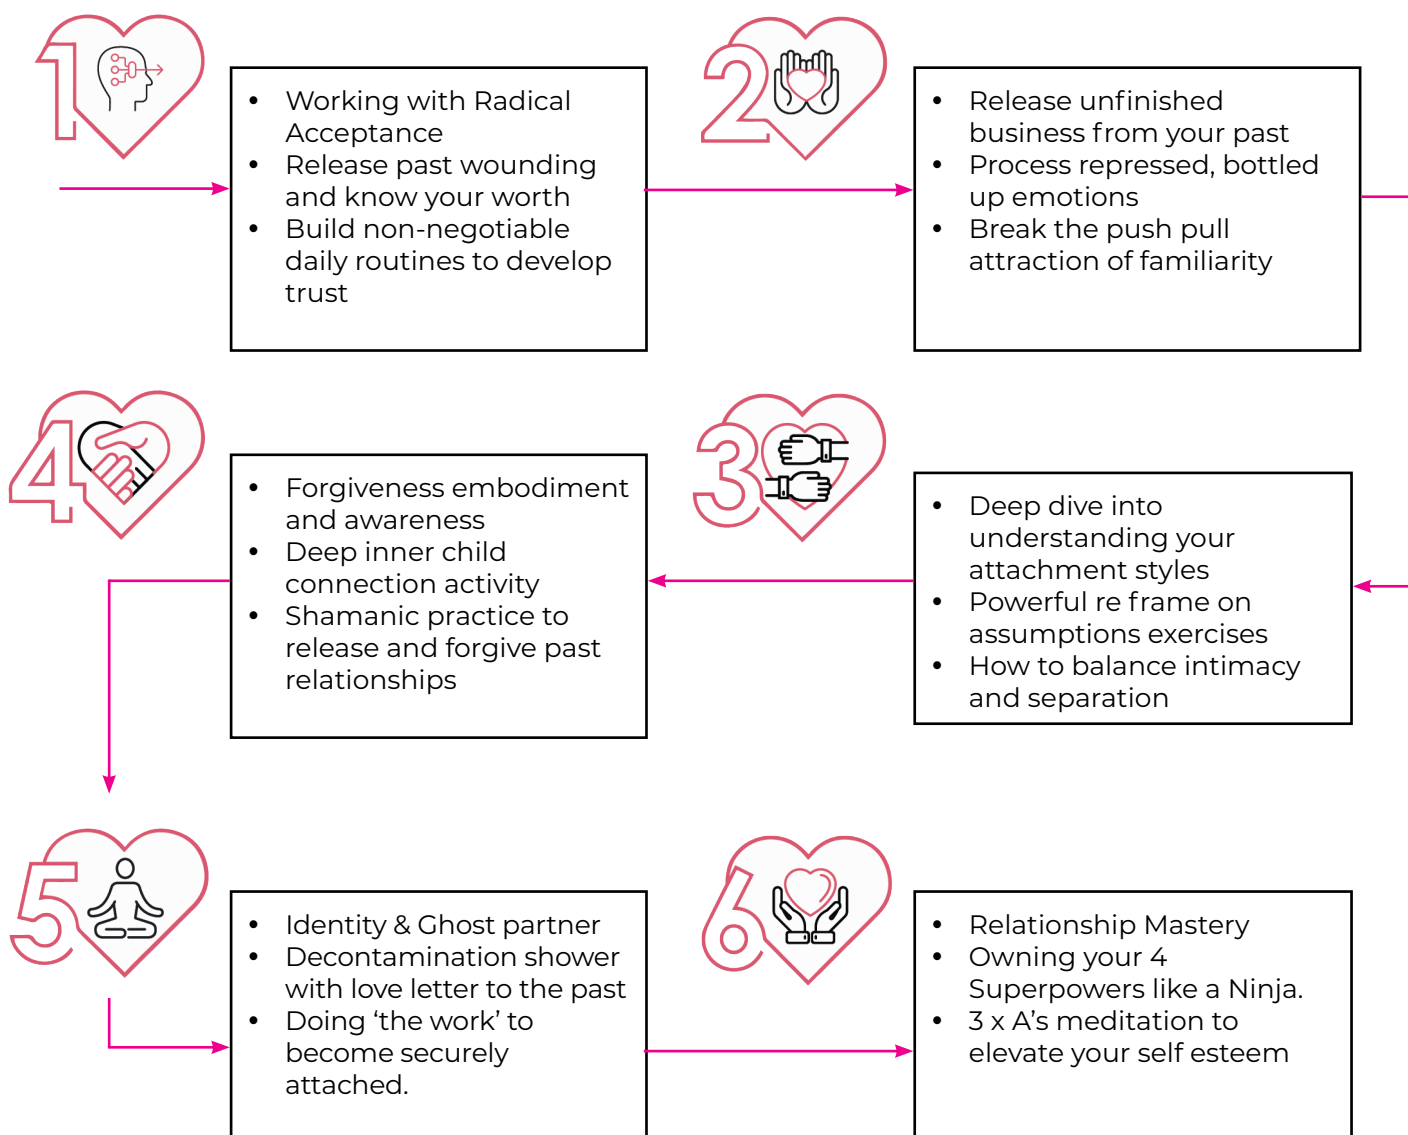 1
• Working with Radical
Acceptance
• Release past wounding
and know your worth
• Build non-negotiable
daily routines to develop
trust
2
• Release unfinished
business from your past
• Process repressed, bottled
up emotions
• Break the push pull
attraction of familiarity
3
• Deep dive into
understanding your
attachment styles
• Powerful re frame on
assumptions exercises
• How to balance intimacy
and separation
4
• Forgiveness embodiment
and awareness
• Deep inner child
connection activity
• Shamanic practice to
release and forgive past
relationships
5
• Identity & Ghost partner
• Decontamination shower
with love letter to the past
• Doing ‘the work’ to
become securely
attached.
6
• Relationship Mastery
• Owning your 4
Superpowers like a Ninja.
• 3 x A’s meditation to
elevate your self esteem